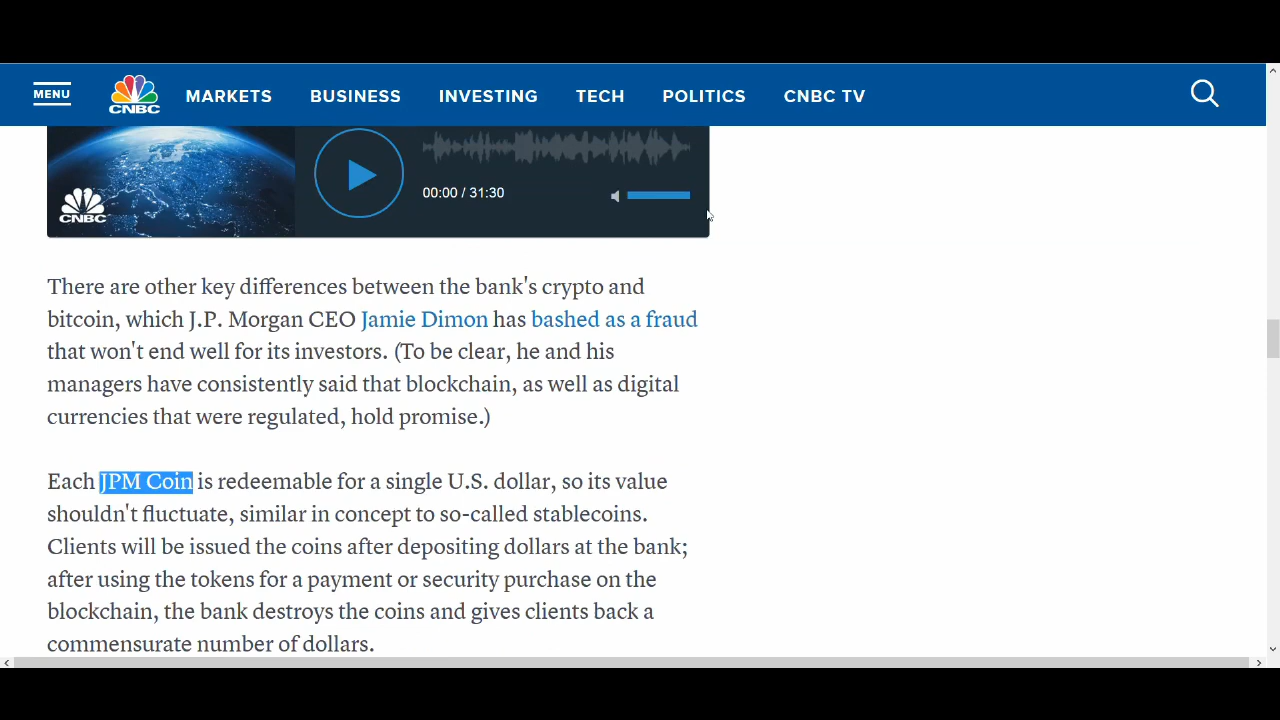 MENU
CNBC
MARKETS
BUSINESS
INVESTING
TECH
POLITICS
CNBC TV
CNBC
00:00 / 31:30
There are other key differences between the bank's crypto and
bitcoin, which J.P. Morgan CEO Jamie Dimon has bashed as a fraud
that won't end well for its investors. (To be clear, he and his
managers have consistently said that blockchain, as well as digital
currencies that were regulated, hold promise.)
Each JPM Coin is redeemable for a single U.S. dollar, so its value
shouldn't fluctuate, similar in concept to so-called stablecoins.
Clients will be issued the coins after depositing dollars at the bank;
after using the tokens for a payment or security purchase on the
blockchain, the bank destroys the coins and gives clients back a
commensurate number of dollars.